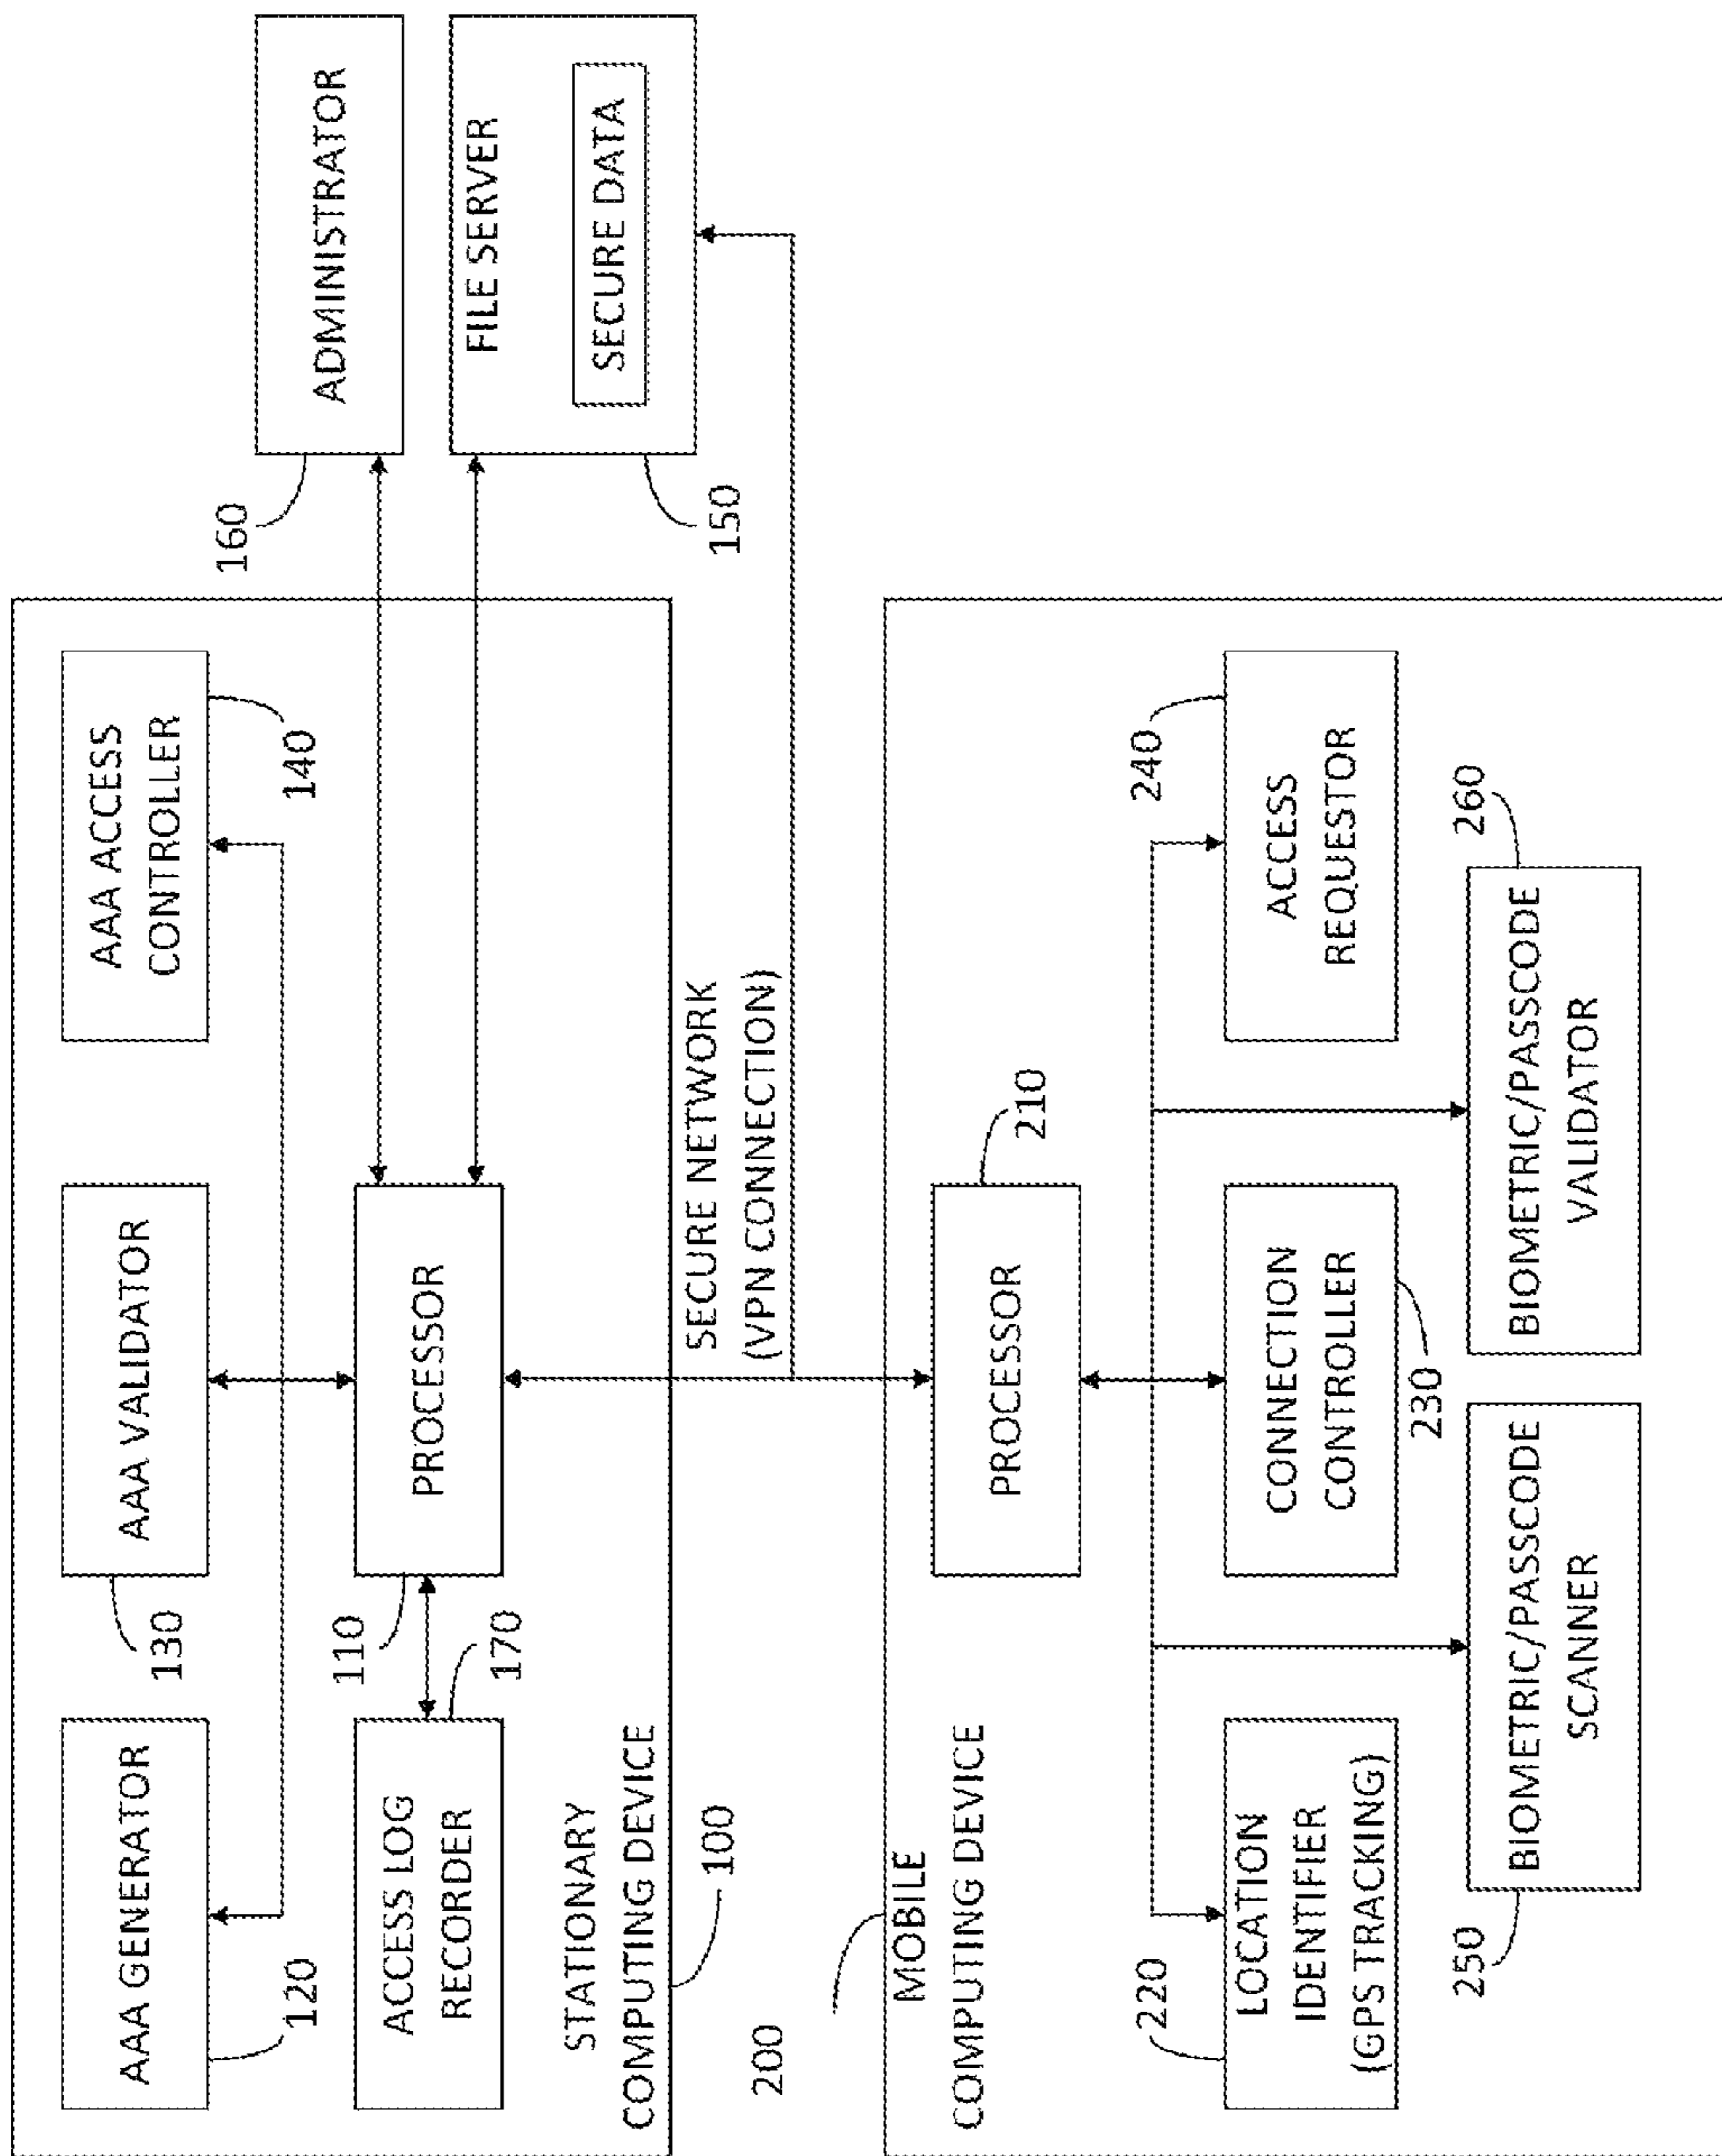 AAA GENERATOR
120
AAA VALIDATOR
130
AAA ACCESS
CONTROLLER
140
ADMINISTRATOR
160
ACCESS LOG
RECORDER
170
PROCESSOR
110
FILE SERVER
SECURE DATA
150
STATIONARY
COMPUTING DEVICE
100
SECURE NETWORK
(VPN CONNECTION)
200
MOBILE
COMPUTING DEVICE
PROCESSOR
210
LOCATION
IDENTIFIER
(GPS TRACKING)
220
CONNECTION
CONTROLLER
230
ACCESS
REQUESTOR
240
BIOMETRIC/PASSCODE
SCANNER
250
BIOMETRIC/PASSCODE
VALIDATOR
260